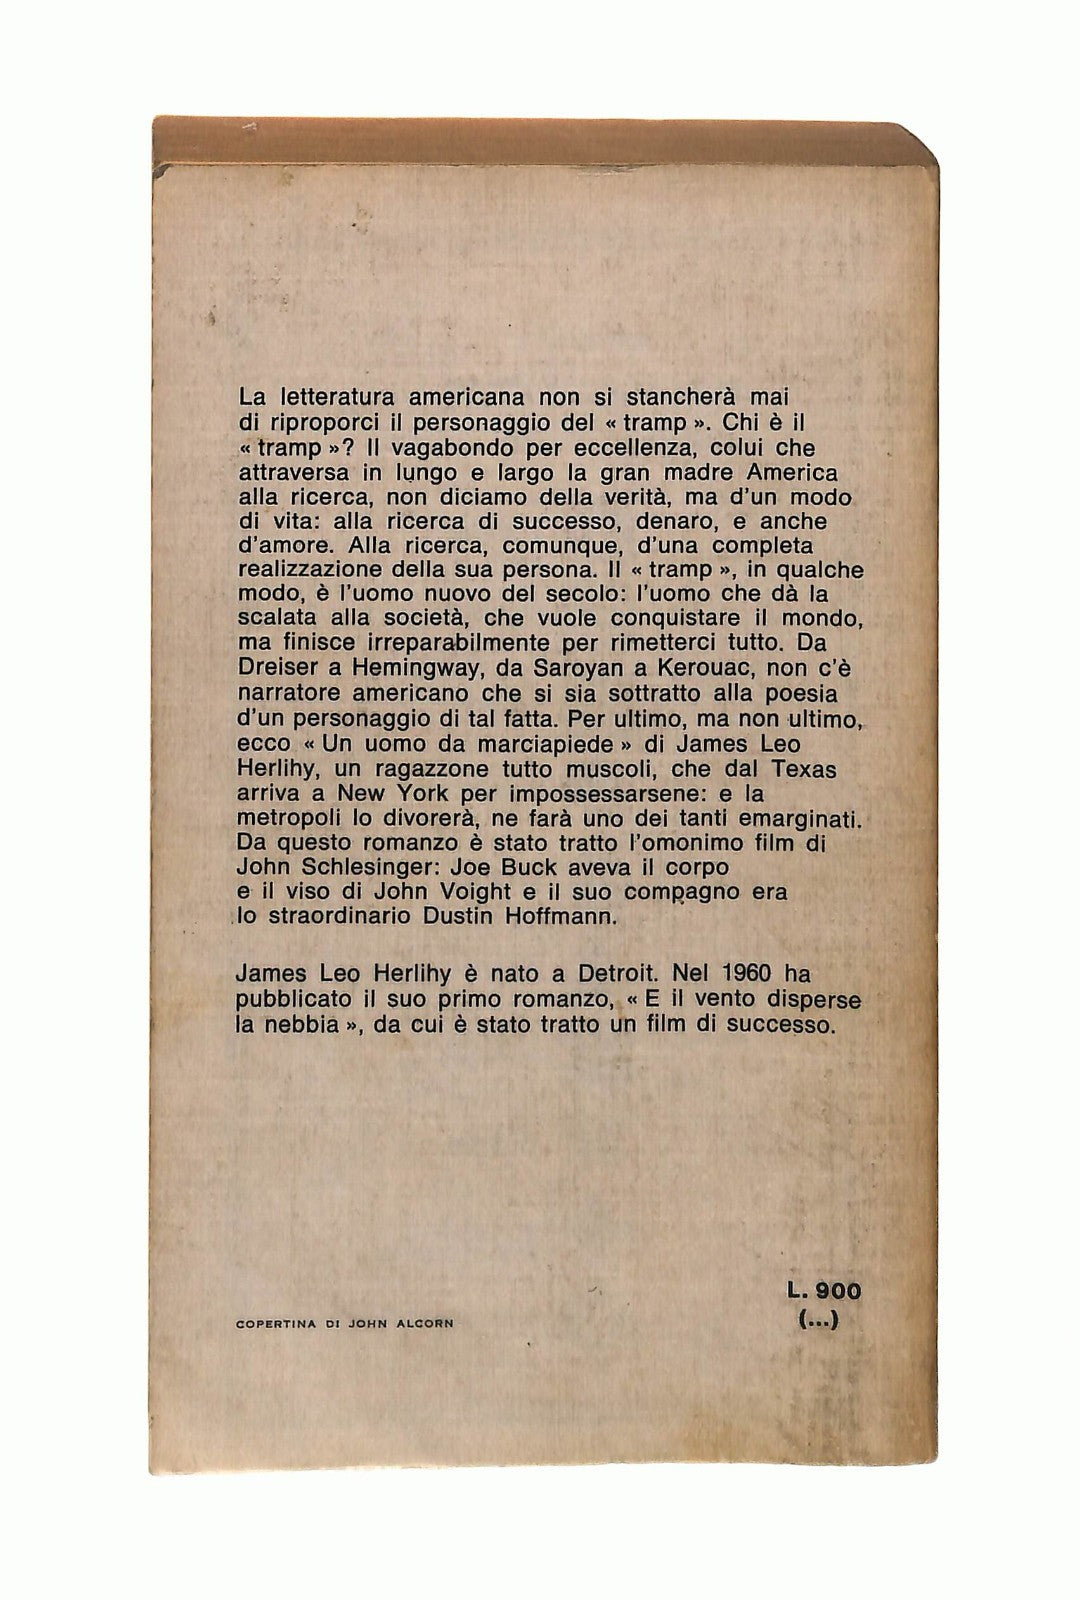 La letteratura americana non si stancherà mai
di riproporci il personaggio del « tramp ». Chi è il
« tramp »? Il vagabondo per eccellenza, colui che
attraversa in lungo e largo la gran madre America
alla ricerca, non diciamo della verità, ma d'un modo
di vita: alla ricerca di successo, denaro, e anche
d'amore. Alla ricerca, comunque, d'una completa
realizzazione della sua persona. Il « tramp », in qualche
modo, è l'uomo nuovo del secolo: l'uomo che dà la
scalata alla società, che vuole conquistare il mondo,
ma finisce irreparabilmente per rimetterci tutto. Da
Dreiser a Hemingway, da Saroyan a Kerouac, non c'è
narratore americano che si sia sottratto alla poesia
d'un personaggio di tal fatta. Per ultimo, ma non ultimo,
ecco « Un uomo da marciapiede » di James Leo
Herlihy, un ragazzone tutto muscoli, che dal Texas
arriva a New York per impossessarsene: e la
metropoli lo divorerà, ne farà uno dei tanti emarginati.
Da questo romanzo è stato tratto l'omonimo film di
John Schlesinger: Joe Buck aveva il corpo
e il viso di John Voight e il suo compagno era
lo straordinario Dustin Hoffmann.
James Leo Herlihy è nato a Detroit. Nel 1960 ha
pubblicato il suo primo romanzo, « E il vento disperse
la nebbia », da cui è stato tratto un film di successo.
L. 900
(...)
COPERTINA DI JOHN ALCORN